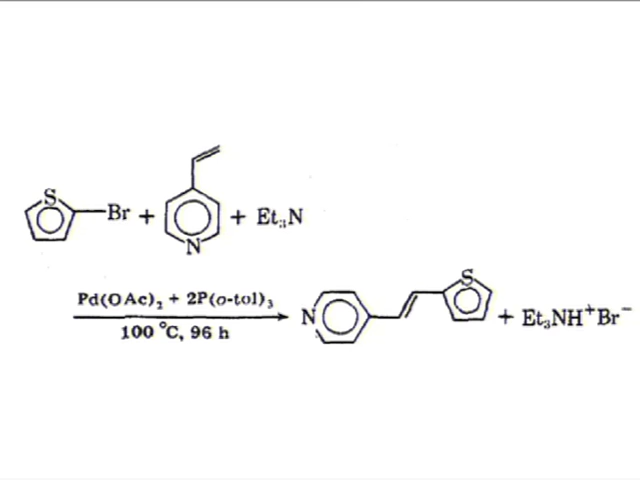 S
Br + + Et₃N
N
Pd(OAc)₂ + 2P(o-tol)₃
100 °C, 96 h
N S + Et₃NH⁺Br⁻